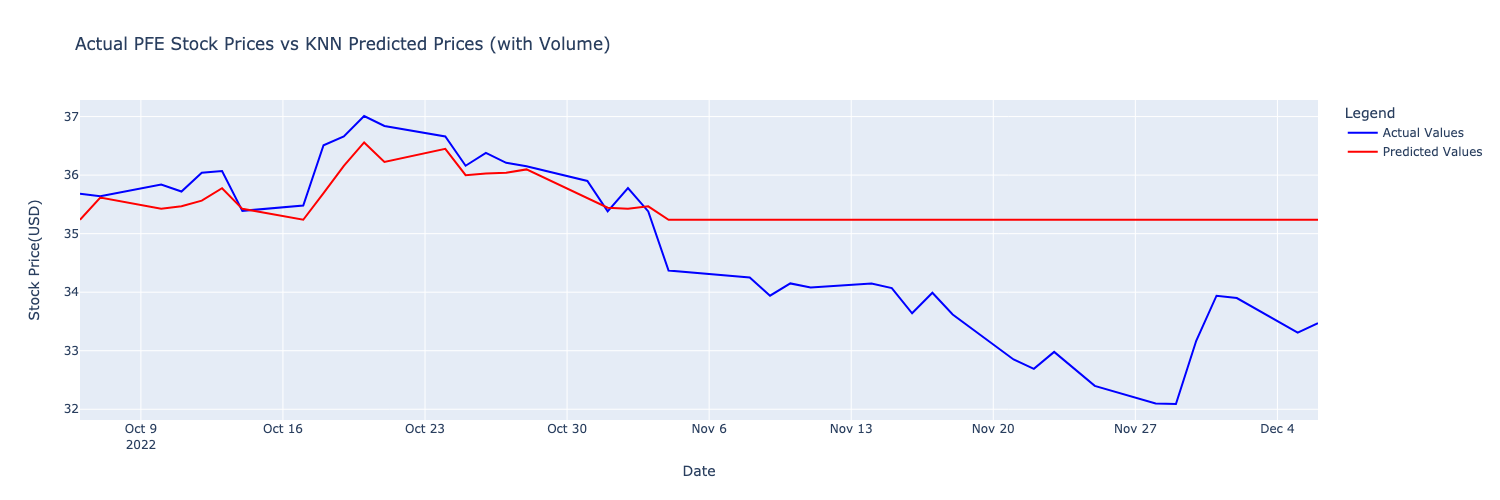 Actual PFE Stock Prices vs KNN Predicted Prices (with Volume)
Legend
Actual Values
Predicted Values
Stock Price(USD)
37
36
35
34
33
32
Oct 9
2022
Oct 16
Oct 23
Oct 30
Nov 6
Nov 13
Nov 20
Nov 27
Dec 4
Date